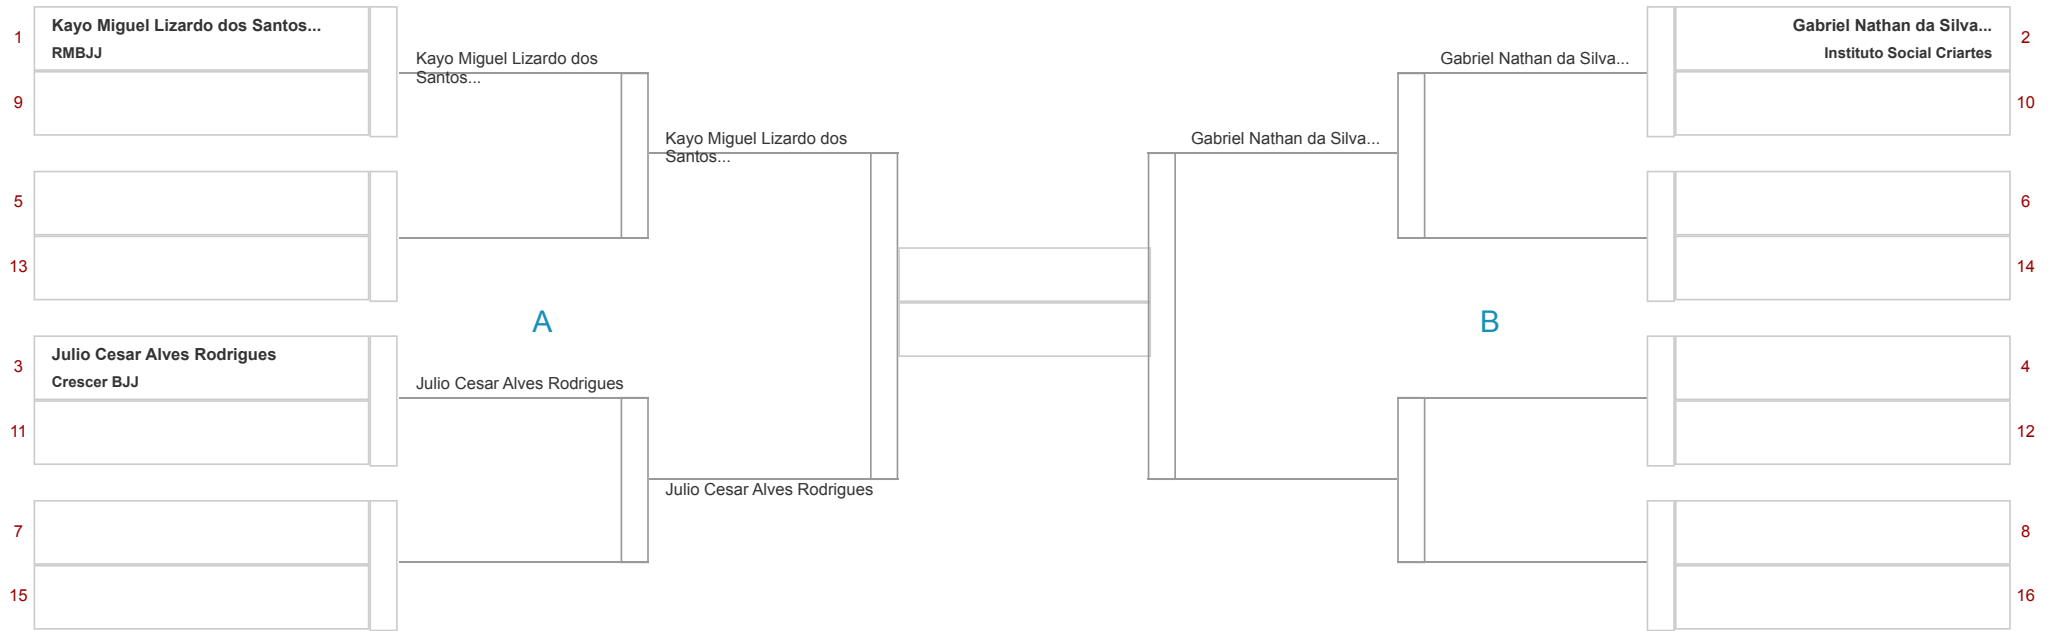 1
Kayo Miguel Lizardo dos Santos...
RMBJJ
9
5
13
3
Julio Cesar Alves Rodrigues
Crescer BJJ
11
7
15
Kayo Miguel Lizardo dos
Santos...
Julio Cesar Alves Rodrigues
A
Kayo Miguel Lizardo dos
Santos...
Julio Cesar Alves Rodrigues
Gabriel Nathan da Silva...
Gabriel Nathan da Silva...
B
Gabriel Nathan da Silva...
Instituto Social Criartes
2
10
6
14
4
12
8
16